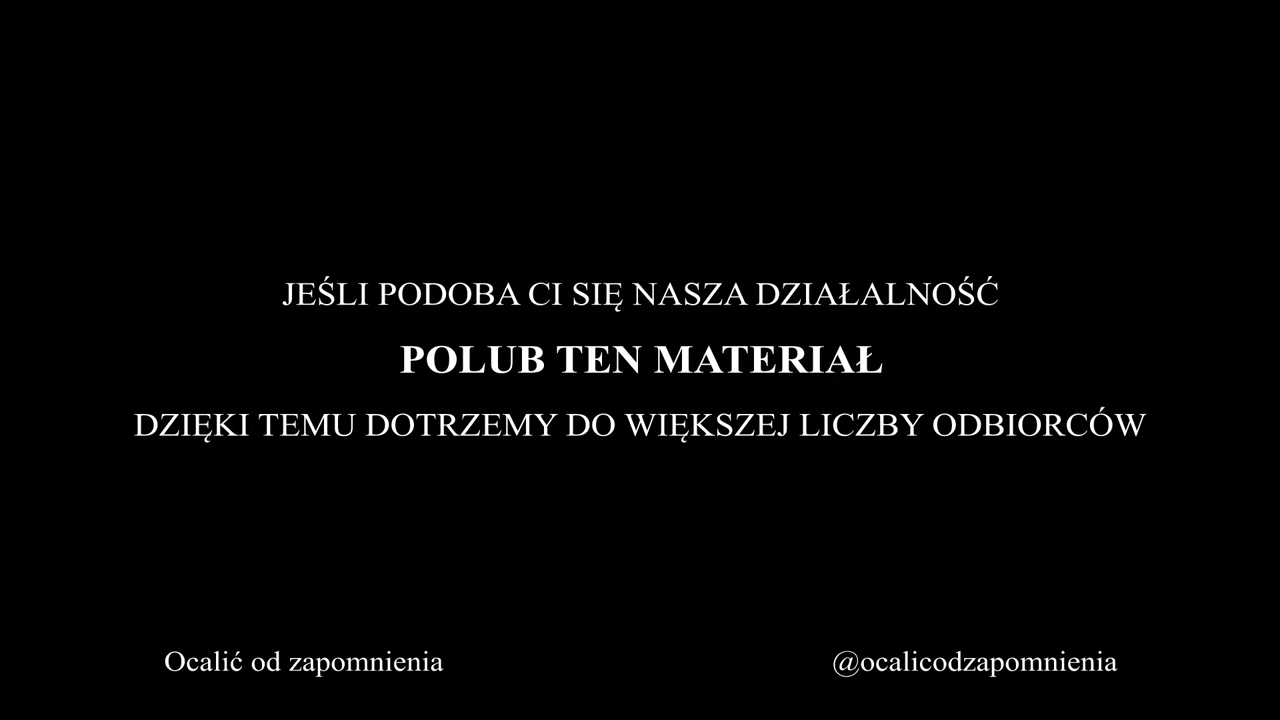 JEŚLI PODOBA CI SIĘ NASZA DZIAŁALNOŚĆ
POLUB TEN MATERIAŁ
DZIĘKI TEMU DOTRZEMY DO WIĘKSZEJ LICZBY ODBIORCÓW
Ocalić od zapomnienia
@ocalicodzapomnienia